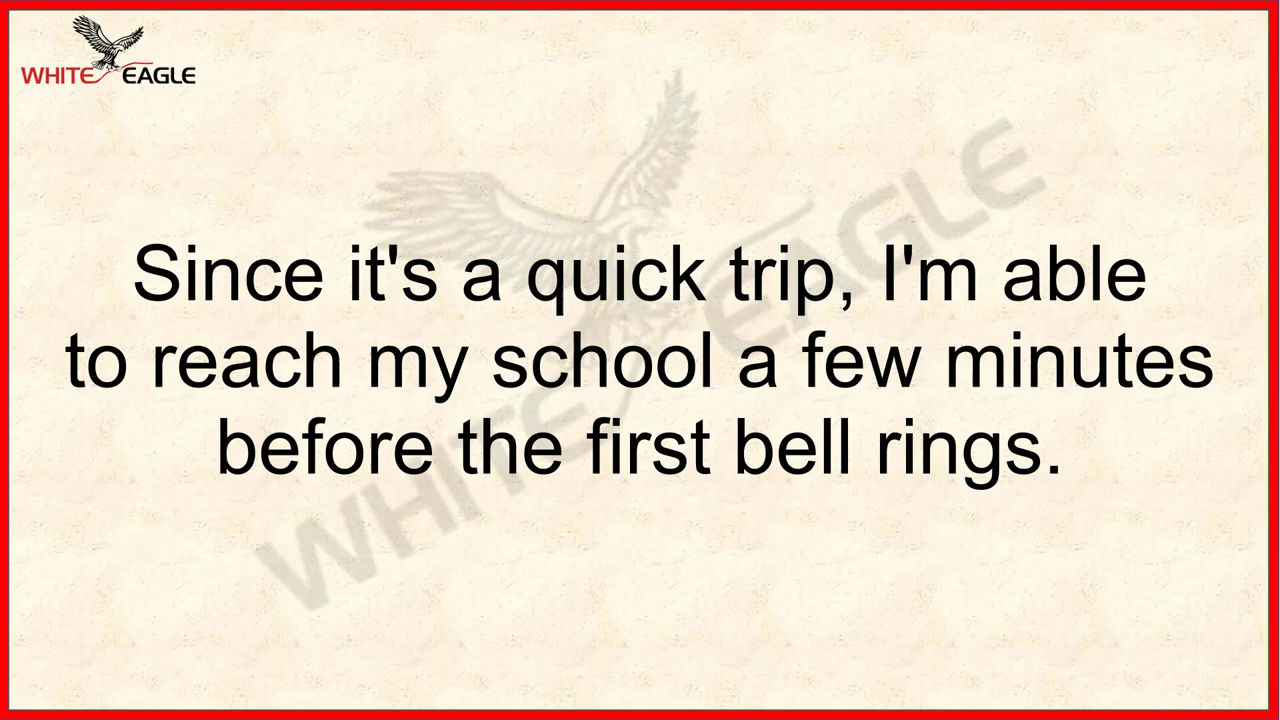 WHITE EAGLE
Since it's a quick trip, I'm able
to reach my school a few minutes
before the first bell rings.
WHITE EAGLE